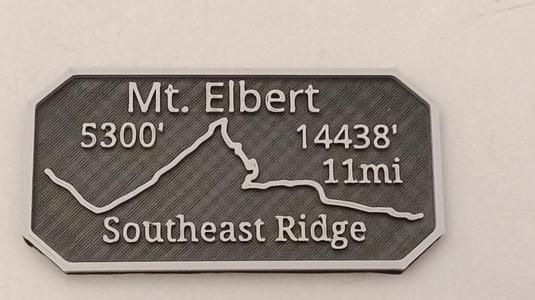 Mt. Elbert
5300' 14438'
11mi
Southeast Ridge